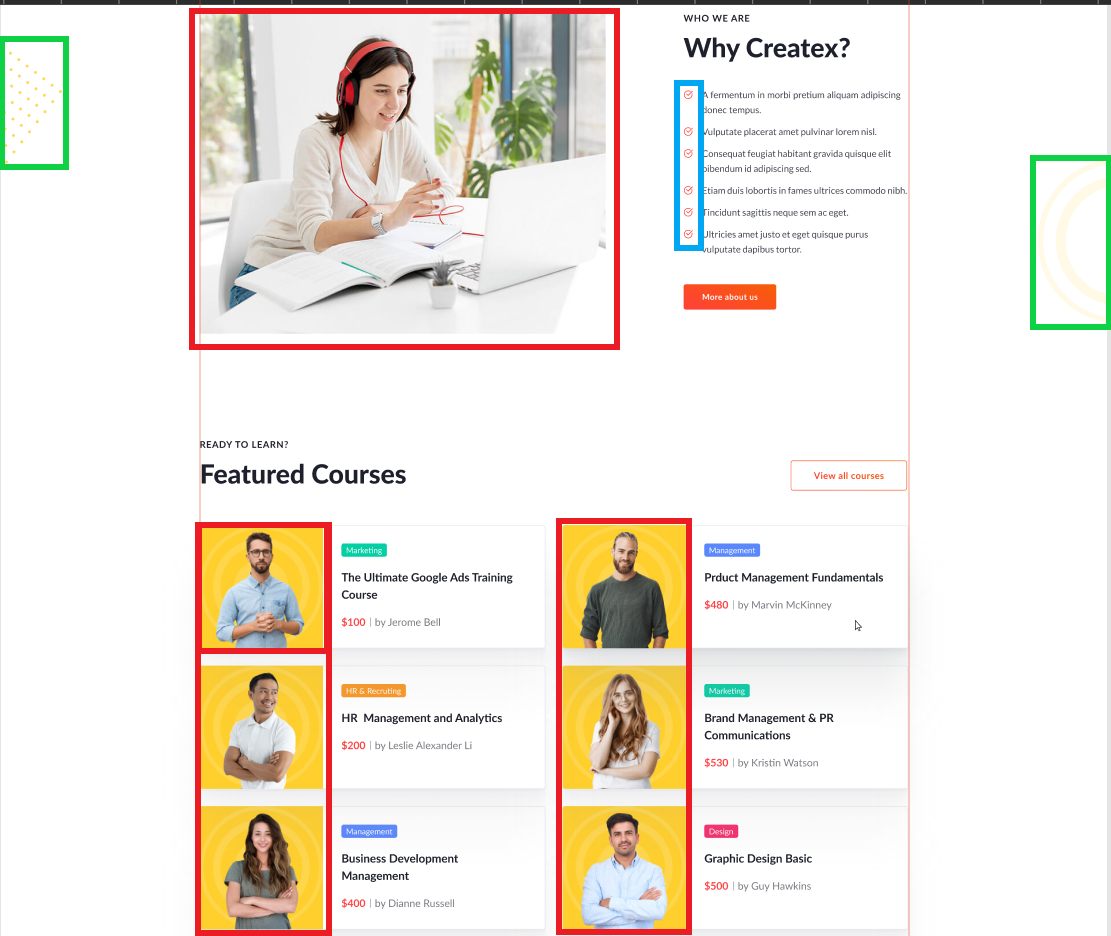 WHO WE ARE
Why Createx?
A fermentum in morbi pretium aliquam adipiscing
donec tempus.
Vulputate placerat amet pulvinar lorem nisl.
Consequat feugiat habitant gravida quisque elit
bibendum id adipiscing sed.
Etiam duis lobortis in fames ultrices commodo nibh.
Tincidunt sagittis neque sem ac eget.
Ultricies amet justo et eget quisque purus
vulputate dapibus tortor.
More about us
READY TO LEARN?
Featured Courses
View all courses
Marketing
The Ultimate Google Ads Training
Course
$100 | by Jerome Bell
Management
Prduct Management Fundamentals
$480 | by Marvin McKinney
HR & Recruting
HR Management and Analytics
$200 | by Leslie Alexander Li
Marketing
Brand Management & PR
Communications
$530 | by Kristin Watson
Management
Business Development
Management
$400 | by Dianne Russell
Design
Graphic Design Basic
$500 | by Guy Hawkins